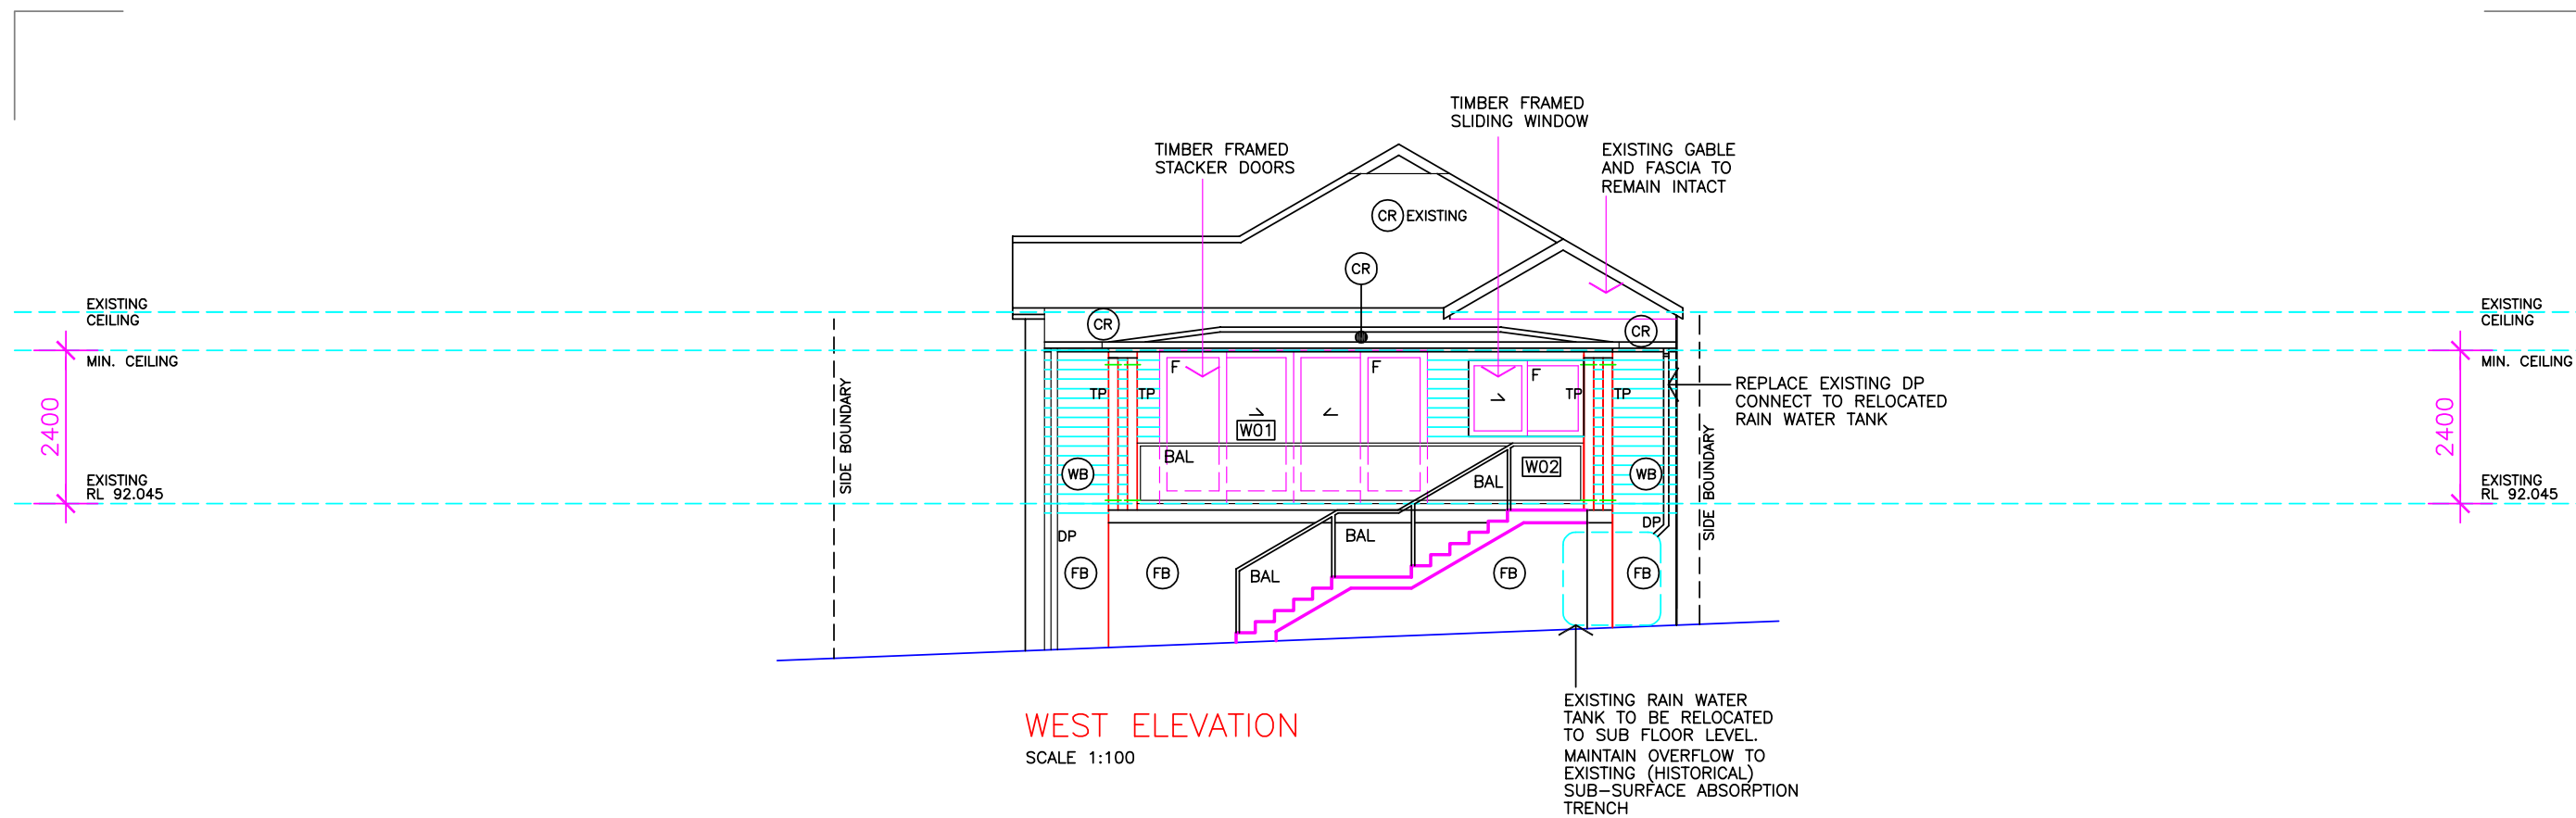 TIMBER FRAMED
SLIDING WINDOW
TIMBER FRAMED
STACKER DOORS
EXISTING GABLE
AND FASCIA TO
REMAIN INTACT
CR EXISTING
CR
EXISTING
CEILING
EXISTING
CEILING
CR
CR
MIN. CEILING
MIN. CEILING
F
F
F
TP
TP
TP
TP
REPLACE EXISTING DP
CONNECT TO RELOCATED
RAIN WATER TANK
2400
2400
SIDE BOUNDARY
SIDE BOUNDARY
W01
BAL
W02
WB
WB
BAL
EXISTING
RL 92.045
EXISTING
RL 92.045
DP
DP
BAL
BAL
FB
FB
FB
FB
WEST ELEVATION
SCALE 1:100
EXISTING RAIN WATER
TANK TO BE RELOCATED
TO SUB FLOOR LEVEL.
MAINTAIN OVERFLOW TO
EXISTING (HISTORICAL)
SUB-SURFACE ABSORPTION
TRENCH